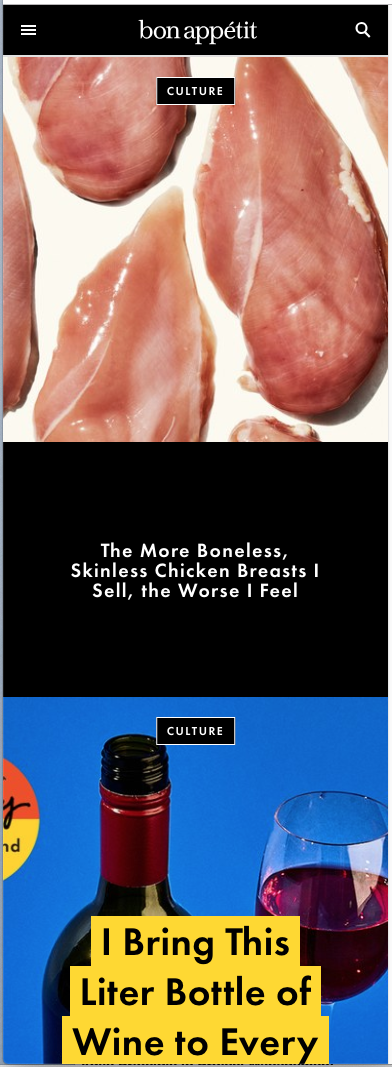 bon appétit
CULTURE
The More Boneless,
Skinless Chicken Breasts I
Sell, the Worse I Feel
CULTURE
y
nd
I Bring This
Liter Bottle of
Wine to Every